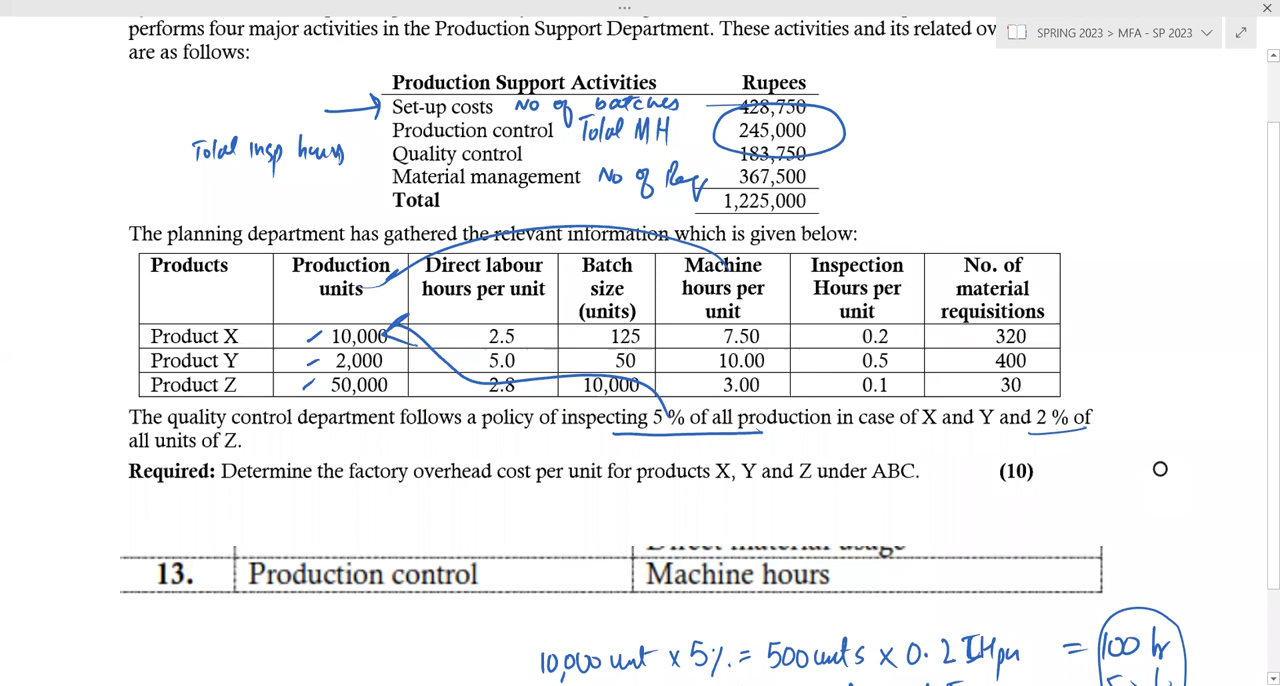 performs four major activities in the Production Support Department. These activities and its related ov
SPRING 2023 > MFA - SP 2023
are as follows:
Production Support Activities Rupees
Set-up costs No of batches 428,750
Production control Total MH 245,000
Total insp hours
Quality control 183,750
Material management No of Req 367,500
Total 1,225,000
The planning department has gathered the relevant information which is given below:
Products Production units Direct labour hours per unit Batch size (units) Machine hours per unit Inspection Hours per unit No. of material requisitions
Product X 10,000 2.5 125 7.50 0.2 320
Product Y 2,000 5.0 50 10.00 0.5 400
Product Z 50,000 2.8 10,000 3.00 0.1 30
The quality control department follows a policy of inspecting 5 % of all production in case of X and Y and 2 % of
all units of Z.
Required: Determine the factory overhead cost per unit for products X, Y and Z under ABC. (10)
13. Production control Machine hours
10,000 unit x 5% = 500 units x 0.2 IH pu = 100 hr